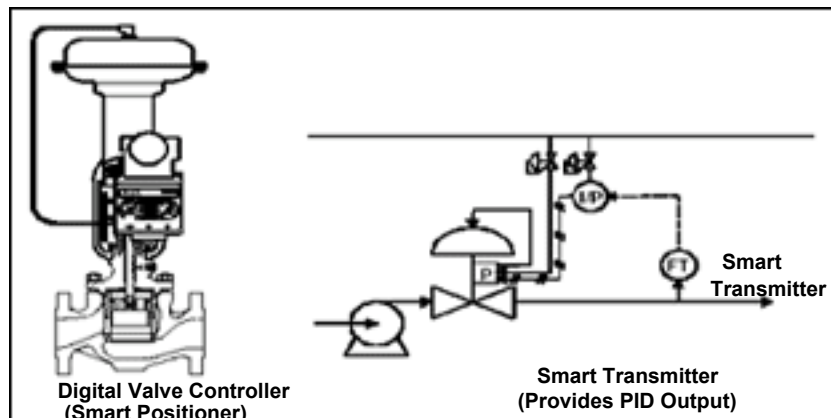 I/P
P
FT
Smart
Transmitter
Digital Valve Controller
(Smart Positioner)
Smart Transmitter
(Provides PID Output)